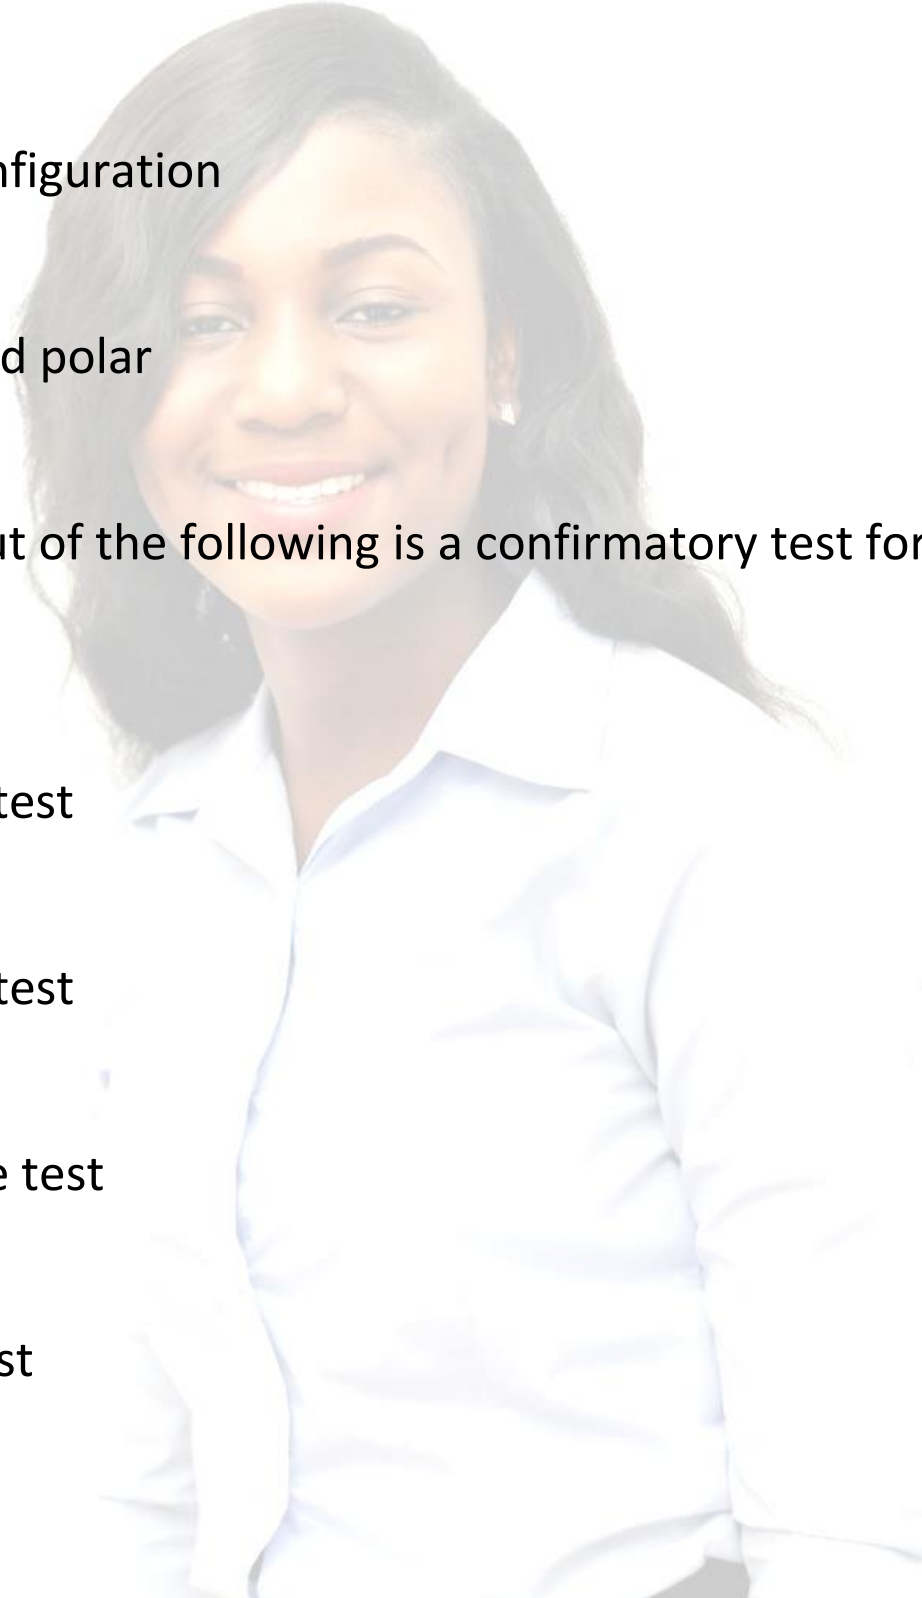 nfiguration
d polar
ut of the following is a confirmatory test for
test
test
e test
st